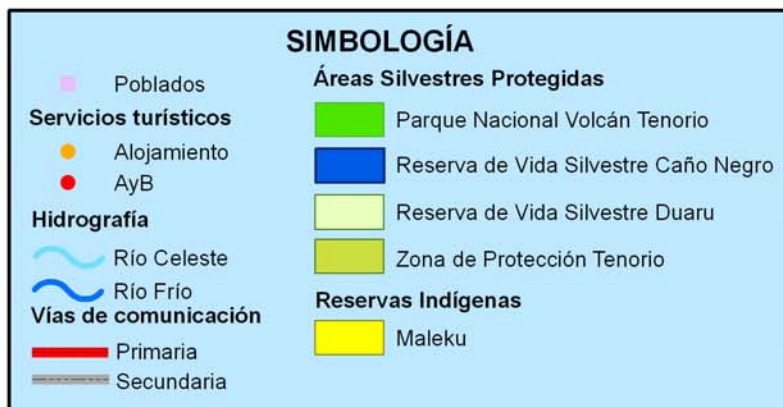 SIMBOLOGÍA
Poblados
Servicios turísticos
Alojamiento
AyB
Hidrografía
Río Celeste
Río Frío
Vías de comunicación
Primaria
Secundaria
Áreas Silvestres Protegidas
Parque Nacional Volcán Tenorio
Reserva de Vida Silvestre Caño Negro
Reserva de Vida Silvestre Duaru
Zona de Protección Tenorio
Reservas Indígenas
Maleku